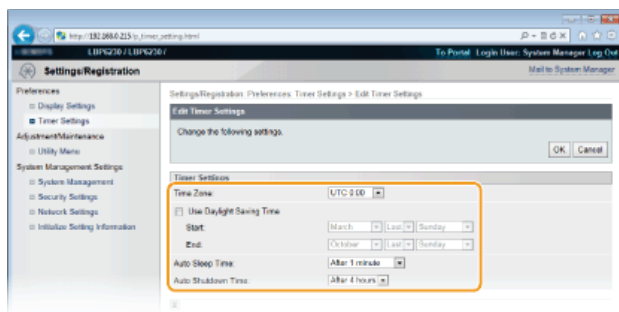 http://192.168.0.215/p_timer_setting.html
LBP6230 / LBP6230 /
To Portal Login User: System Manager Log Out
Settings/Registration
Mail to System Manager
Preferences
Display Settings
Timer Settings
Adjustment/Maintenance
Utility Menu
System Management Settings
System Management
Security Settings
Network Settings
Initialize Setting Information
Settings/Registration: Preferences: Timer Settings > Edit Timer Settings
Edit Timer Settings
Change the following settings.
OK Cancel
Timer Settings
Time Zone: UTC 0:00
Use Daylight Saving Time
Start: March Last Sunday
End: October Last Sunday
Auto Sleep Time: After 1 minute
Auto Shutdown Time: After 4 hours